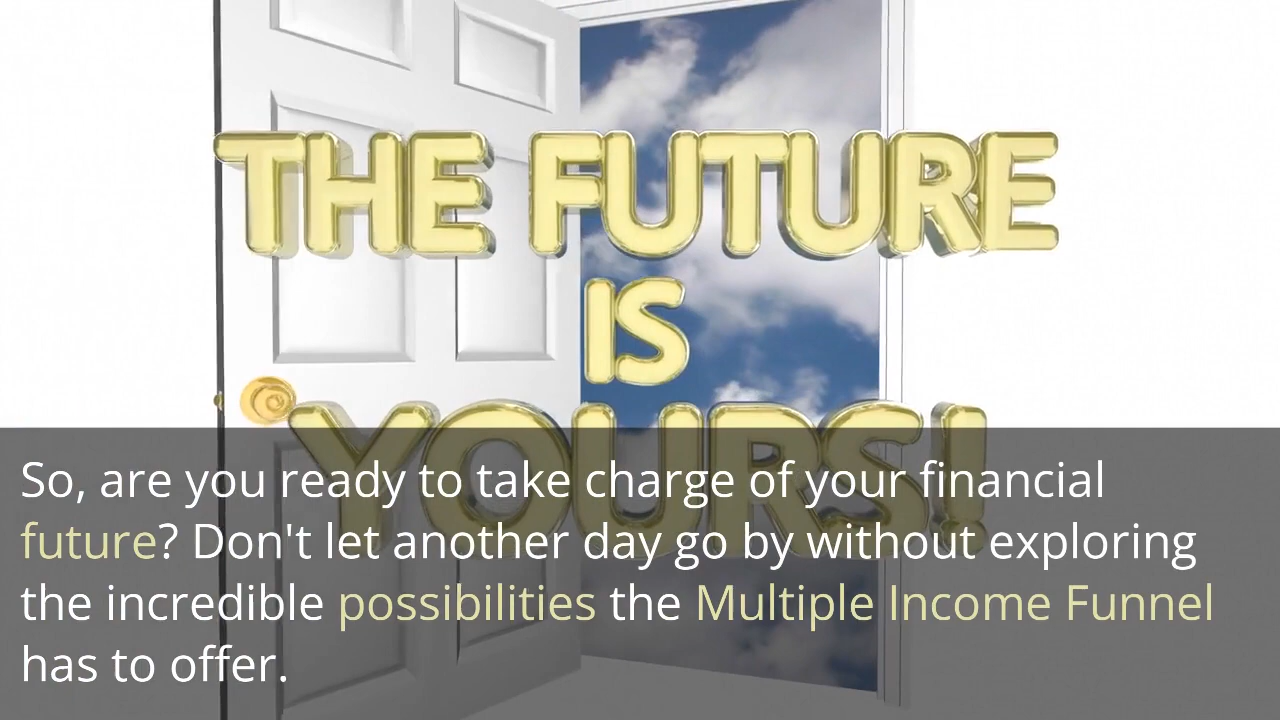 THE FUTURE
IS
YOURS!
So, are you ready to take charge of your financial
future? Don't let another day go by without exploring
the incredible possibilities the Multiple Income Funnel
has to offer.